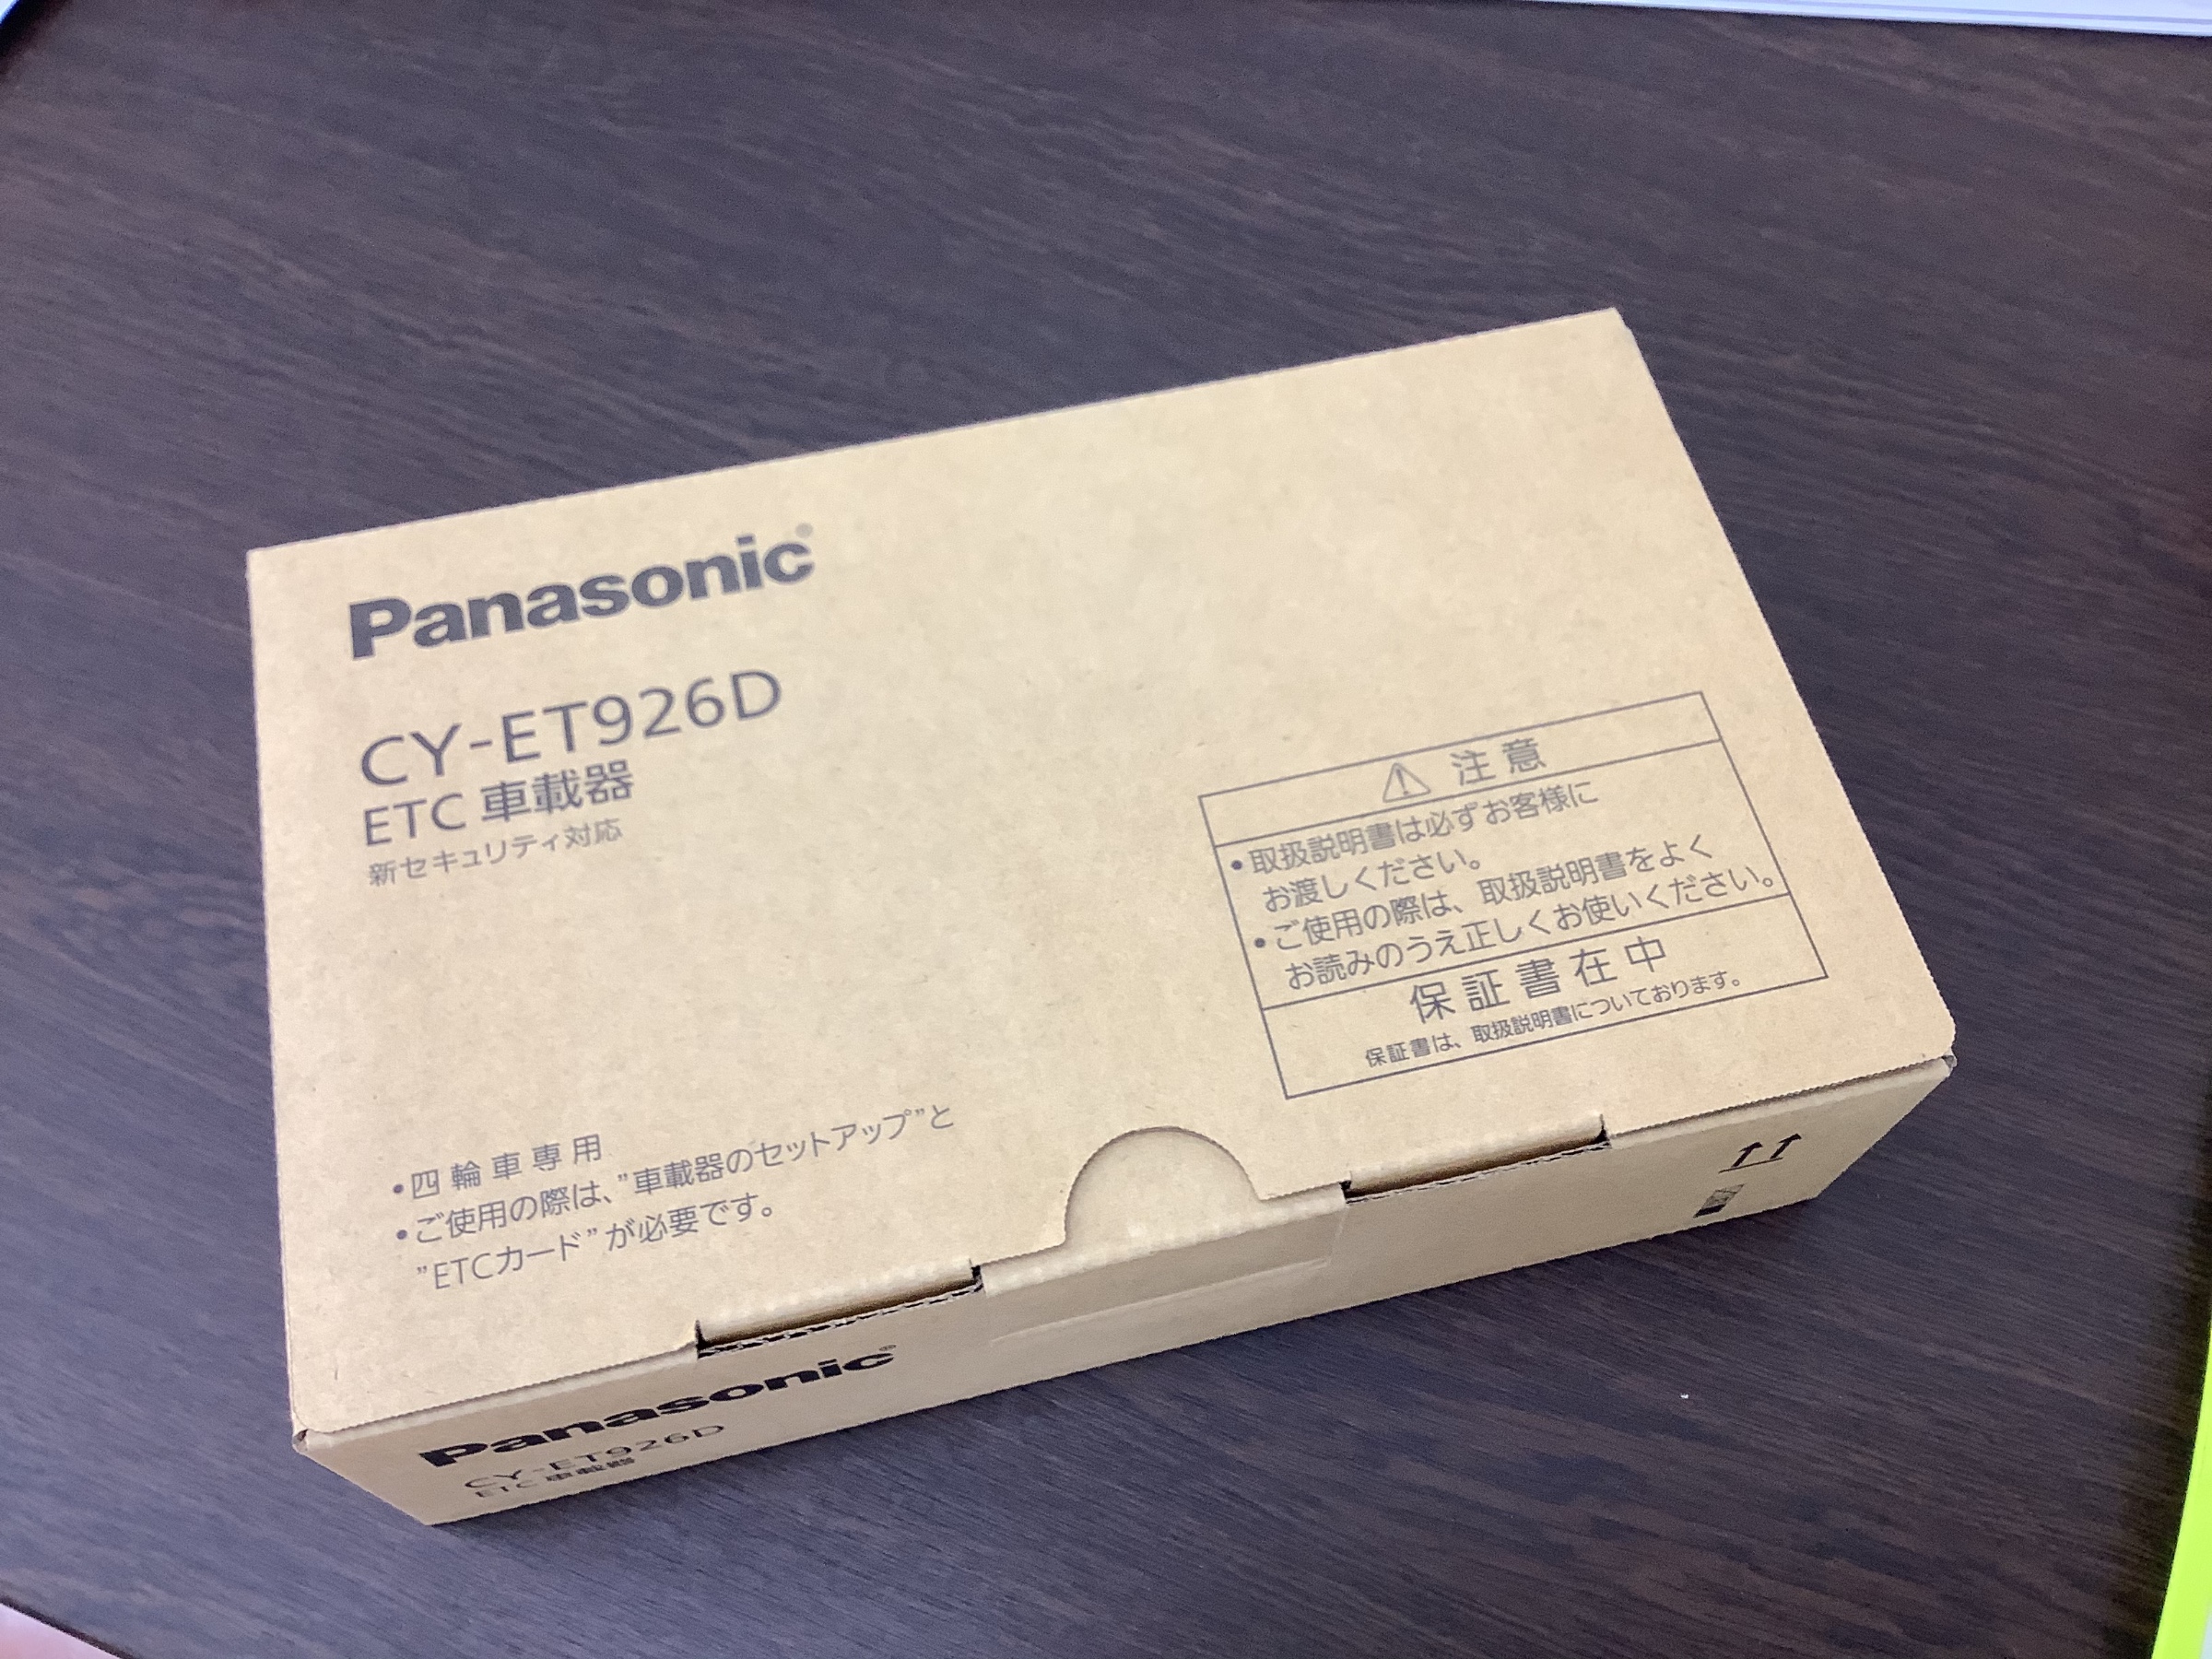 Panasonic
CY-ET926D
ETC 車載器
新セキュリティ対応
⚠ 注意
•取扱説明書は必ずお客様に
お渡しください。
•ご使用の際は、取扱説明書をよく
お読みのうえ正しくお使いください。
保証書在中
保証書は、取扱説明書についております。
•四輪車専用
•ご使用の際は、"車載器のセットアップ"と
"ETCカード"が必要です。
Panasonic
CY-ET926D
ETC 車載器